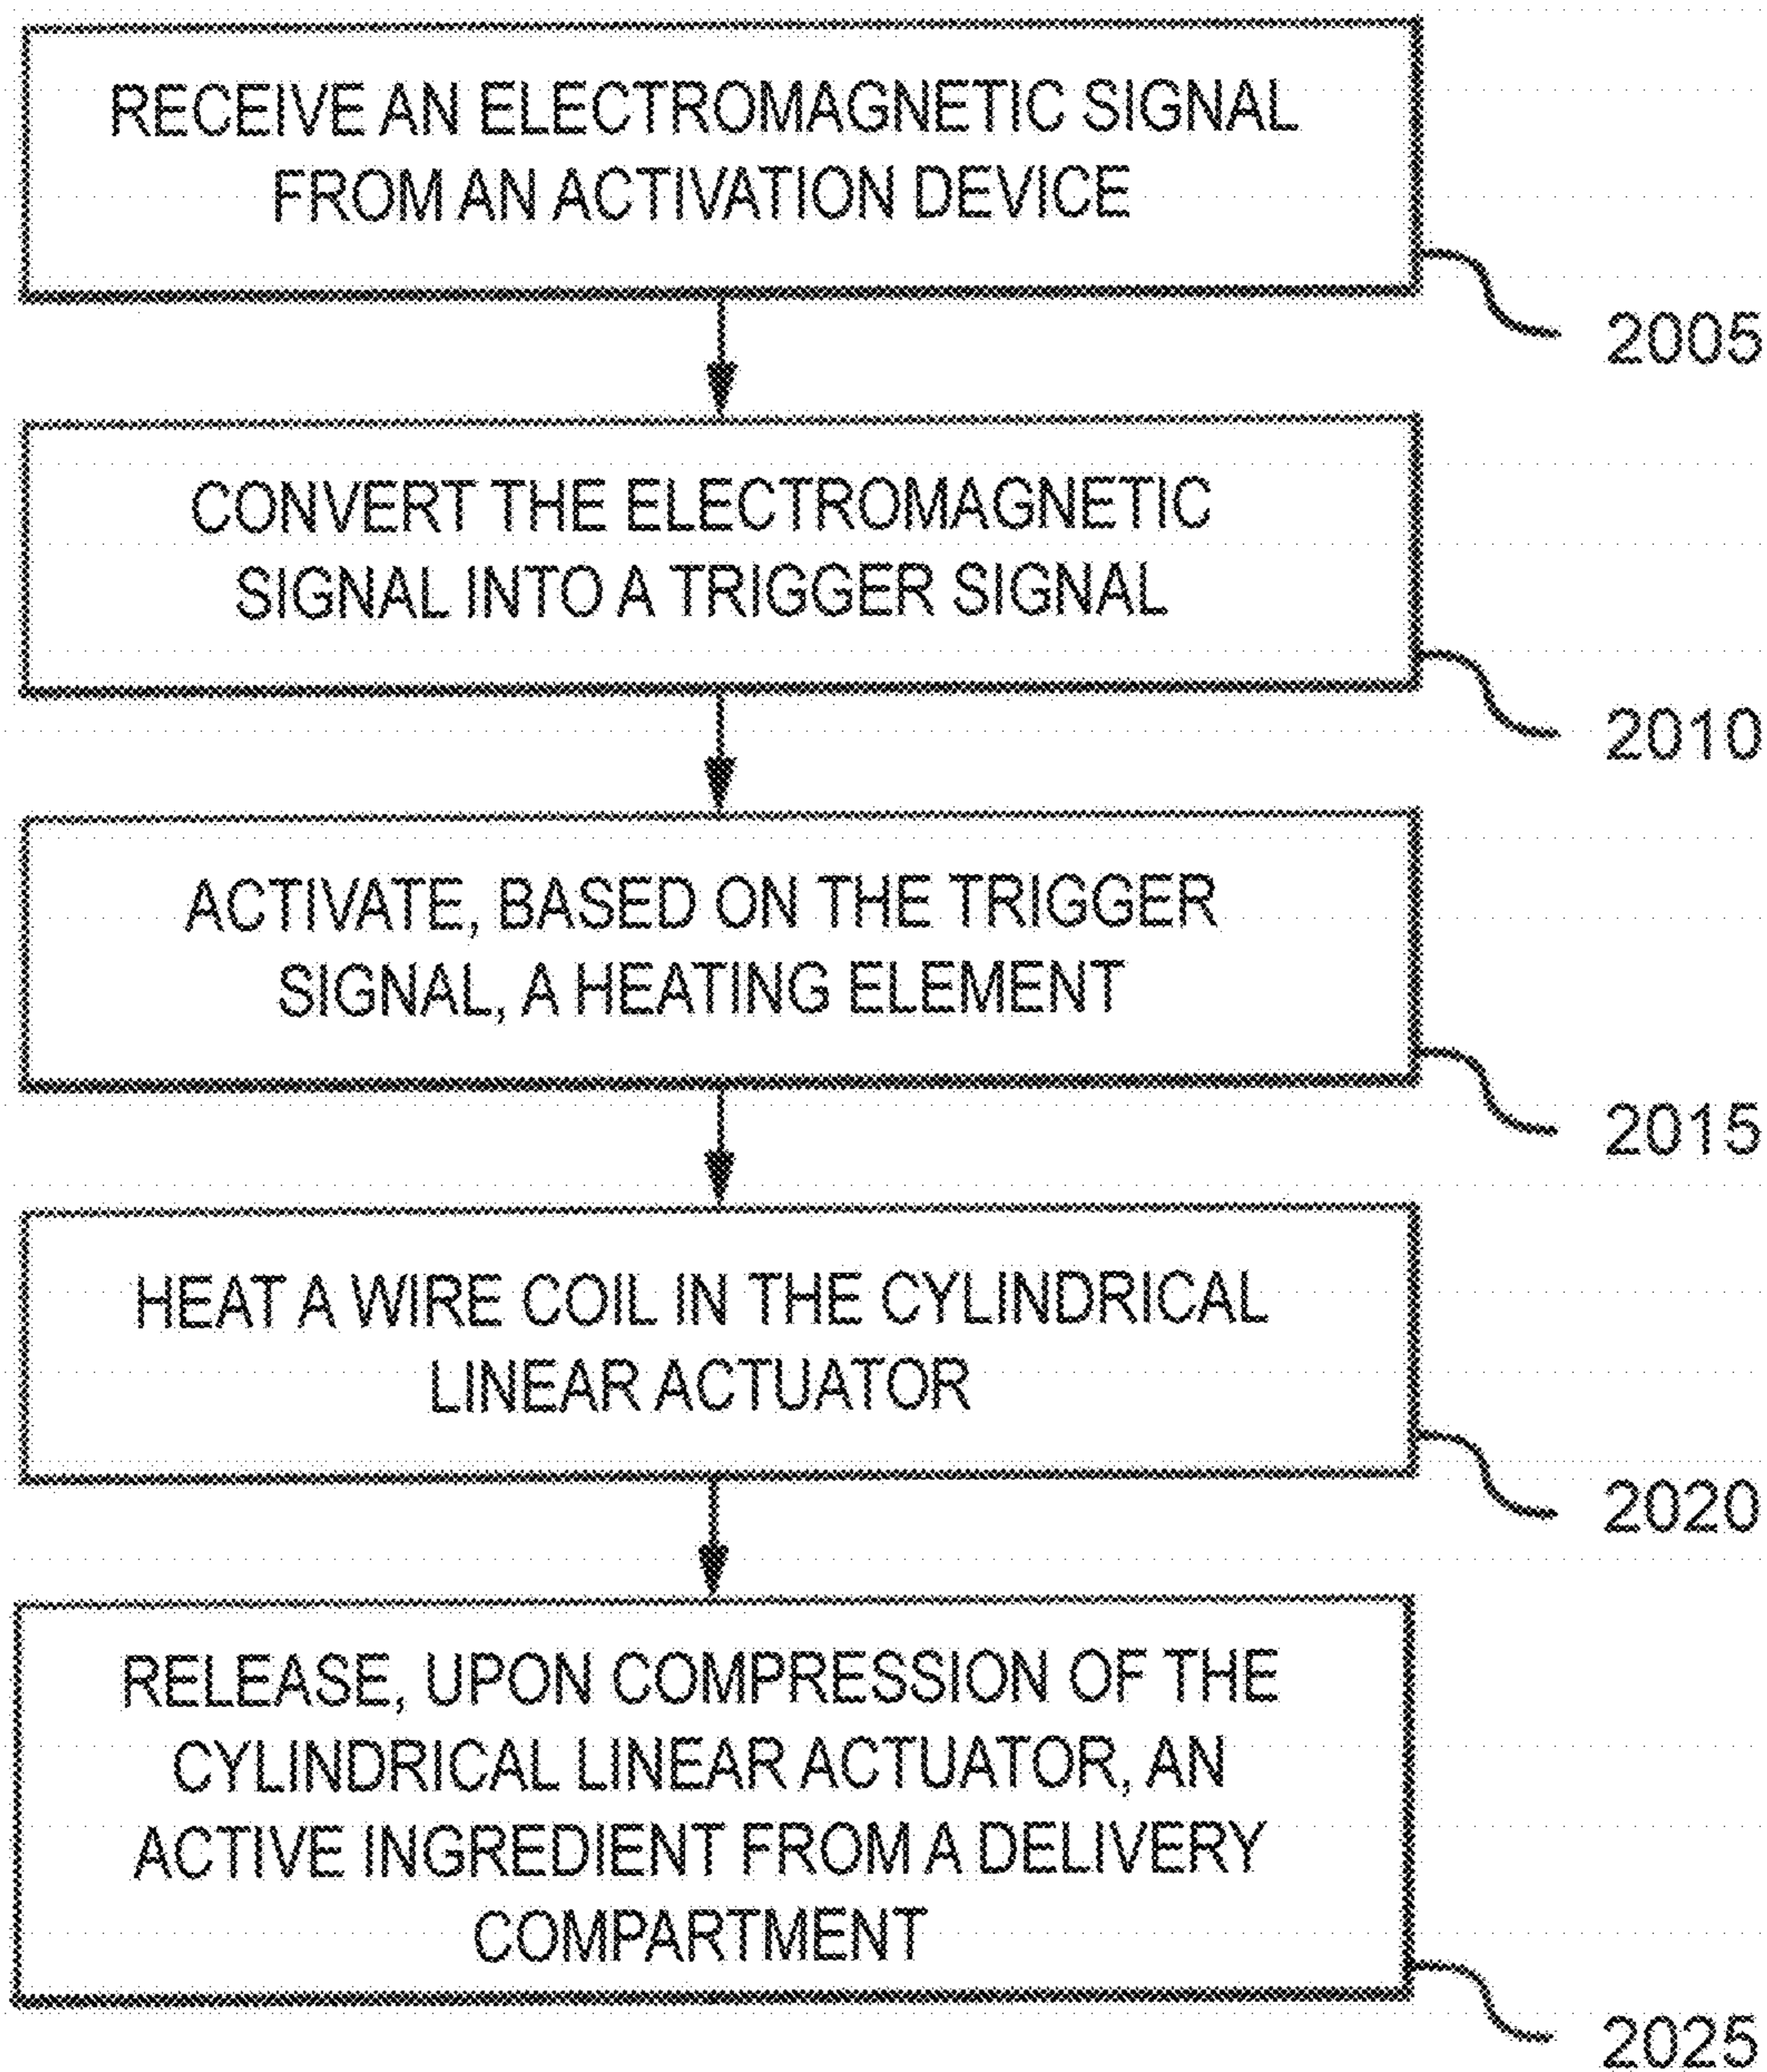 RECEIVE AN ELECTROMAGNETIC SIGNAL
FROM AN ACTIVATION DEVICE
2005
CONVERT THE ELECTROMAGNETIC
SIGNAL INTO A TRIGGER SIGNAL
2010
ACTIVATE, BASED ON THE TRIGGER
SIGNAL, A HEATING ELEMENT
2015
HEAT A WIRE COIL IN THE CYLINDRICAL
LINEAR ACTUATOR
2020
RELEASE, UPON COMPRESSION OF THE
CYLINDRICAL LINEAR ACTUATOR, AN
ACTIVE INGREDIENT FROM A DELIVERY
COMPARTMENT
2025